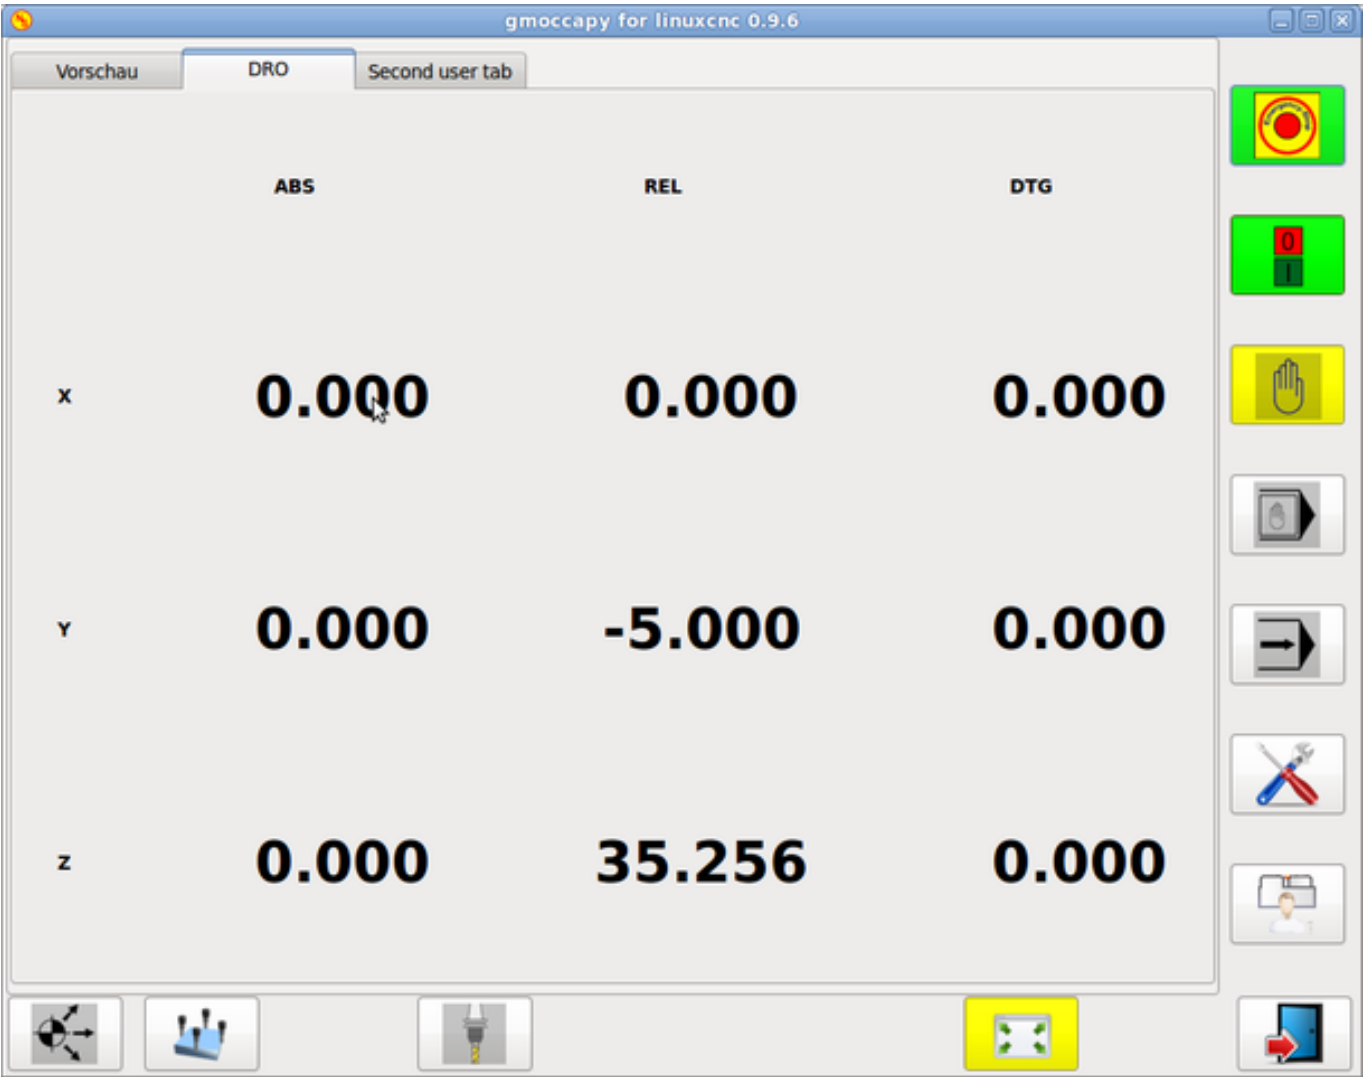 gmoccapy for linuxcnc 0.9.6
Vorschau DRO Second user tab
ABS REL DTG
X 0.000 0.000 0.000
Y 0.000 -5.000 0.000
Z 0.000 35.256 0.000
0
I